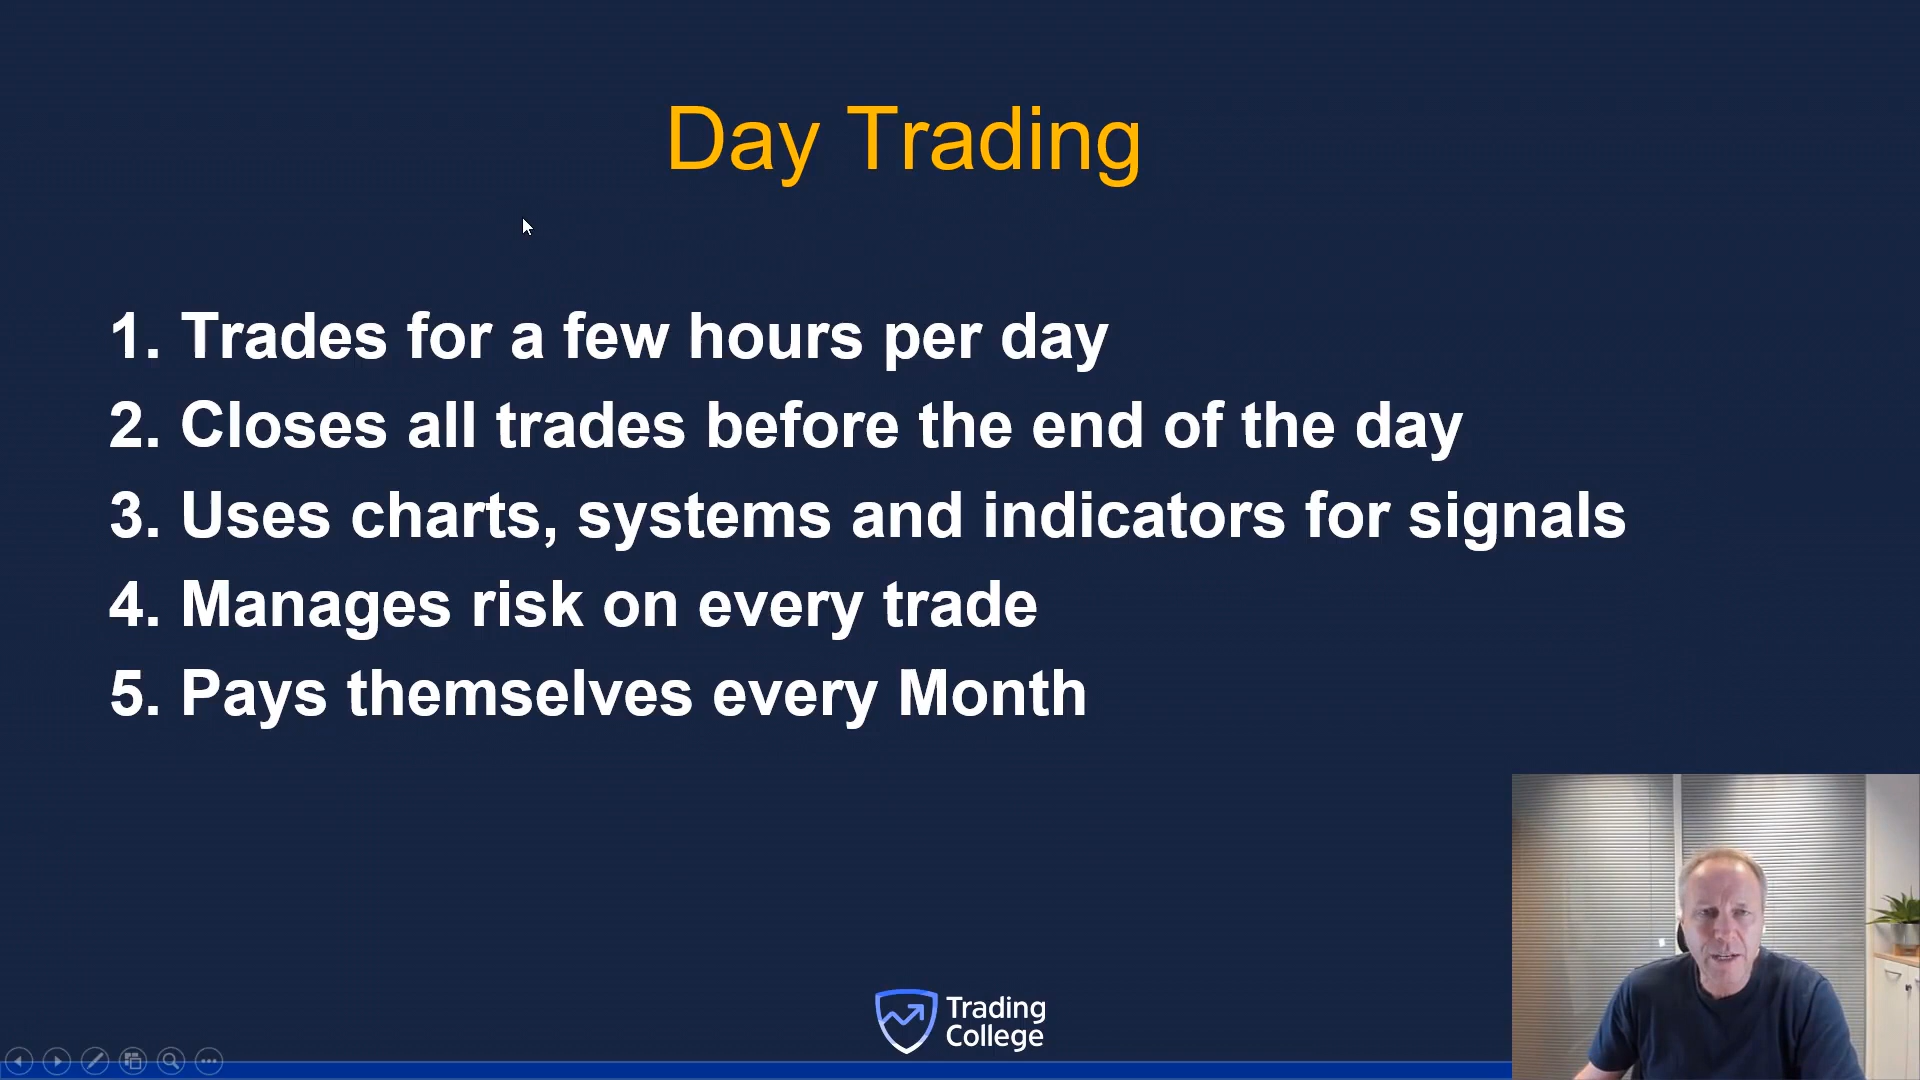 Day Trading
1. Trades for a few hours per day
2. Closes all trades before the end of the day
3. Uses charts, systems and indicators for signals
4. Manages risk on every trade
5. Pays themselves every Month
Trading
College